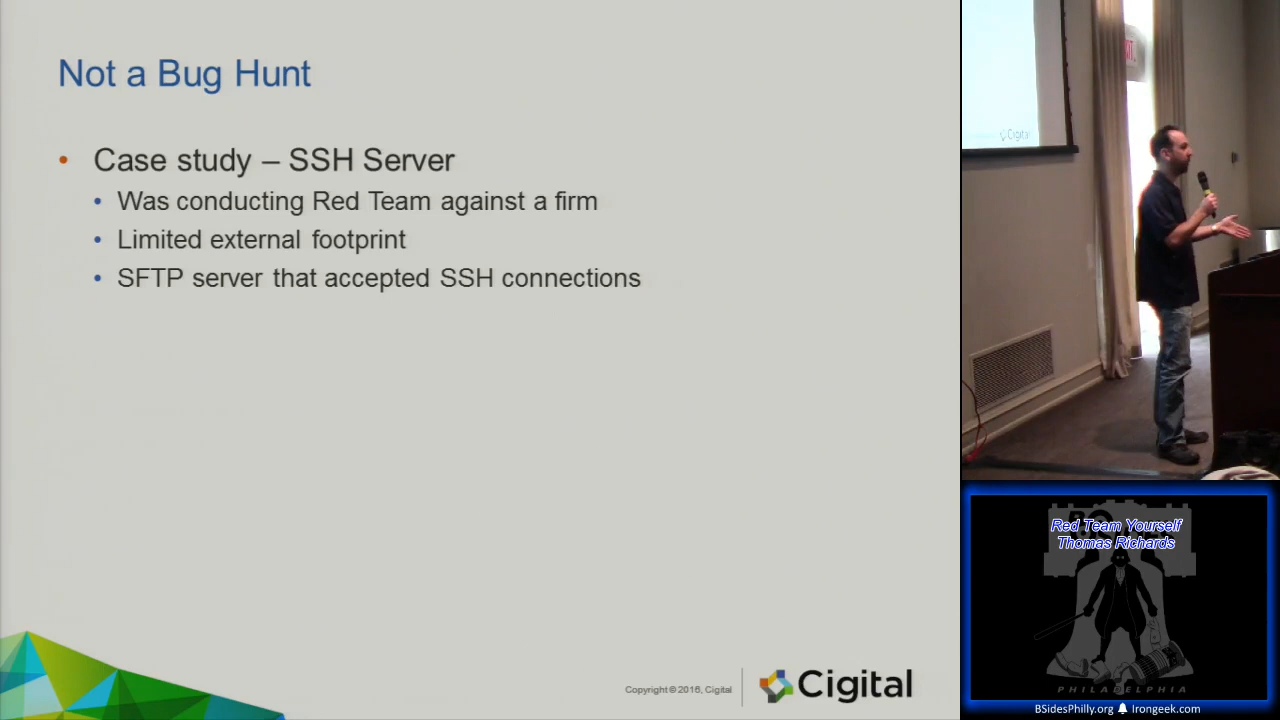 Not a Bug Hunt
• Case study – SSH Server
• Was conducting Red Team against a firm
• Limited external footprint
• SFTP server that accepted SSH connections
Copyright © 2016, Cigital
Cigital
Cigital
Red Team Yourself
Thomas Richards
PHILADELPHIA
BSidesPhilly.org Irongeek.com